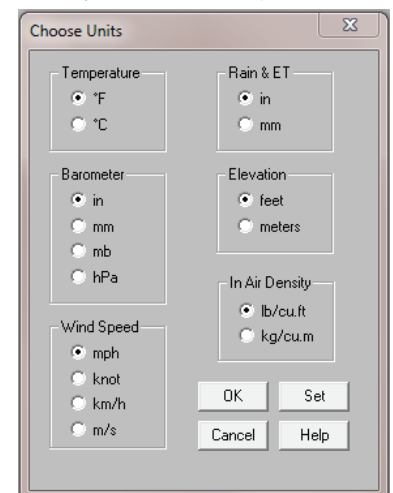 Choose Units
Temperature
°F
°C
Barometer
in
mm
mb
hPa
Wind Speed
mph
knot
km/h
m/s
Rain & ET
in
mm
Elevation
feet
meters
In Air Density
lb/cu.ft
kg/cu.m
OK
Set
Cancel
Help